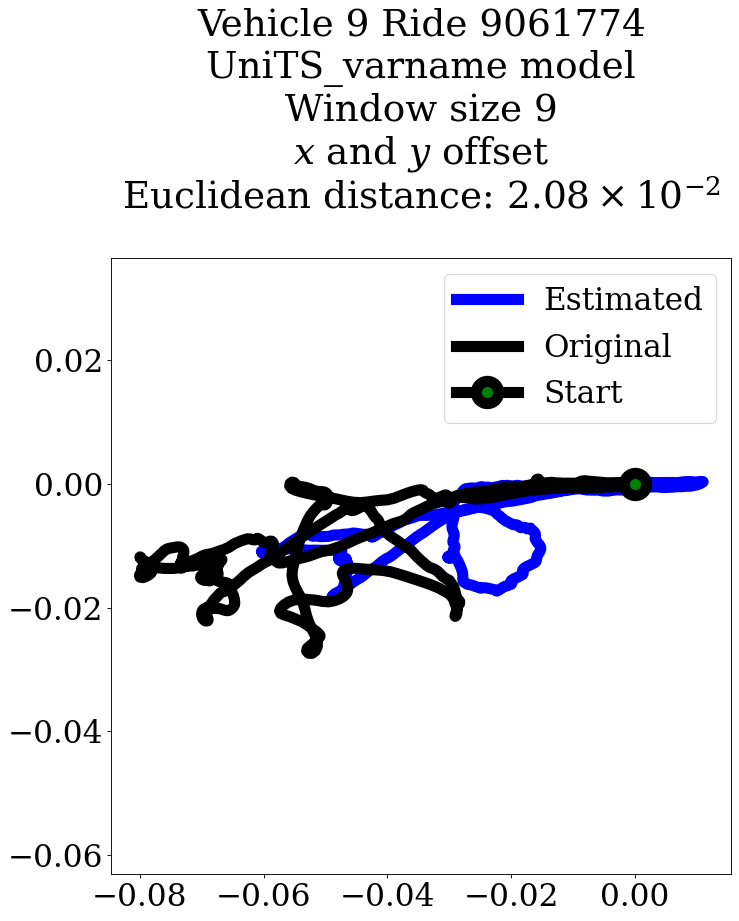 Vehicle 9 Ride 9061774
UniTS_varname model
Window size 9
x and y offset
Euclidean distance: 2.08 × 10⁻²
Estimated
Original
Start
0.02
0.00
−0.02
−0.04
−0.06
−0.08 −0.06 −0.04 −0.02 0.00